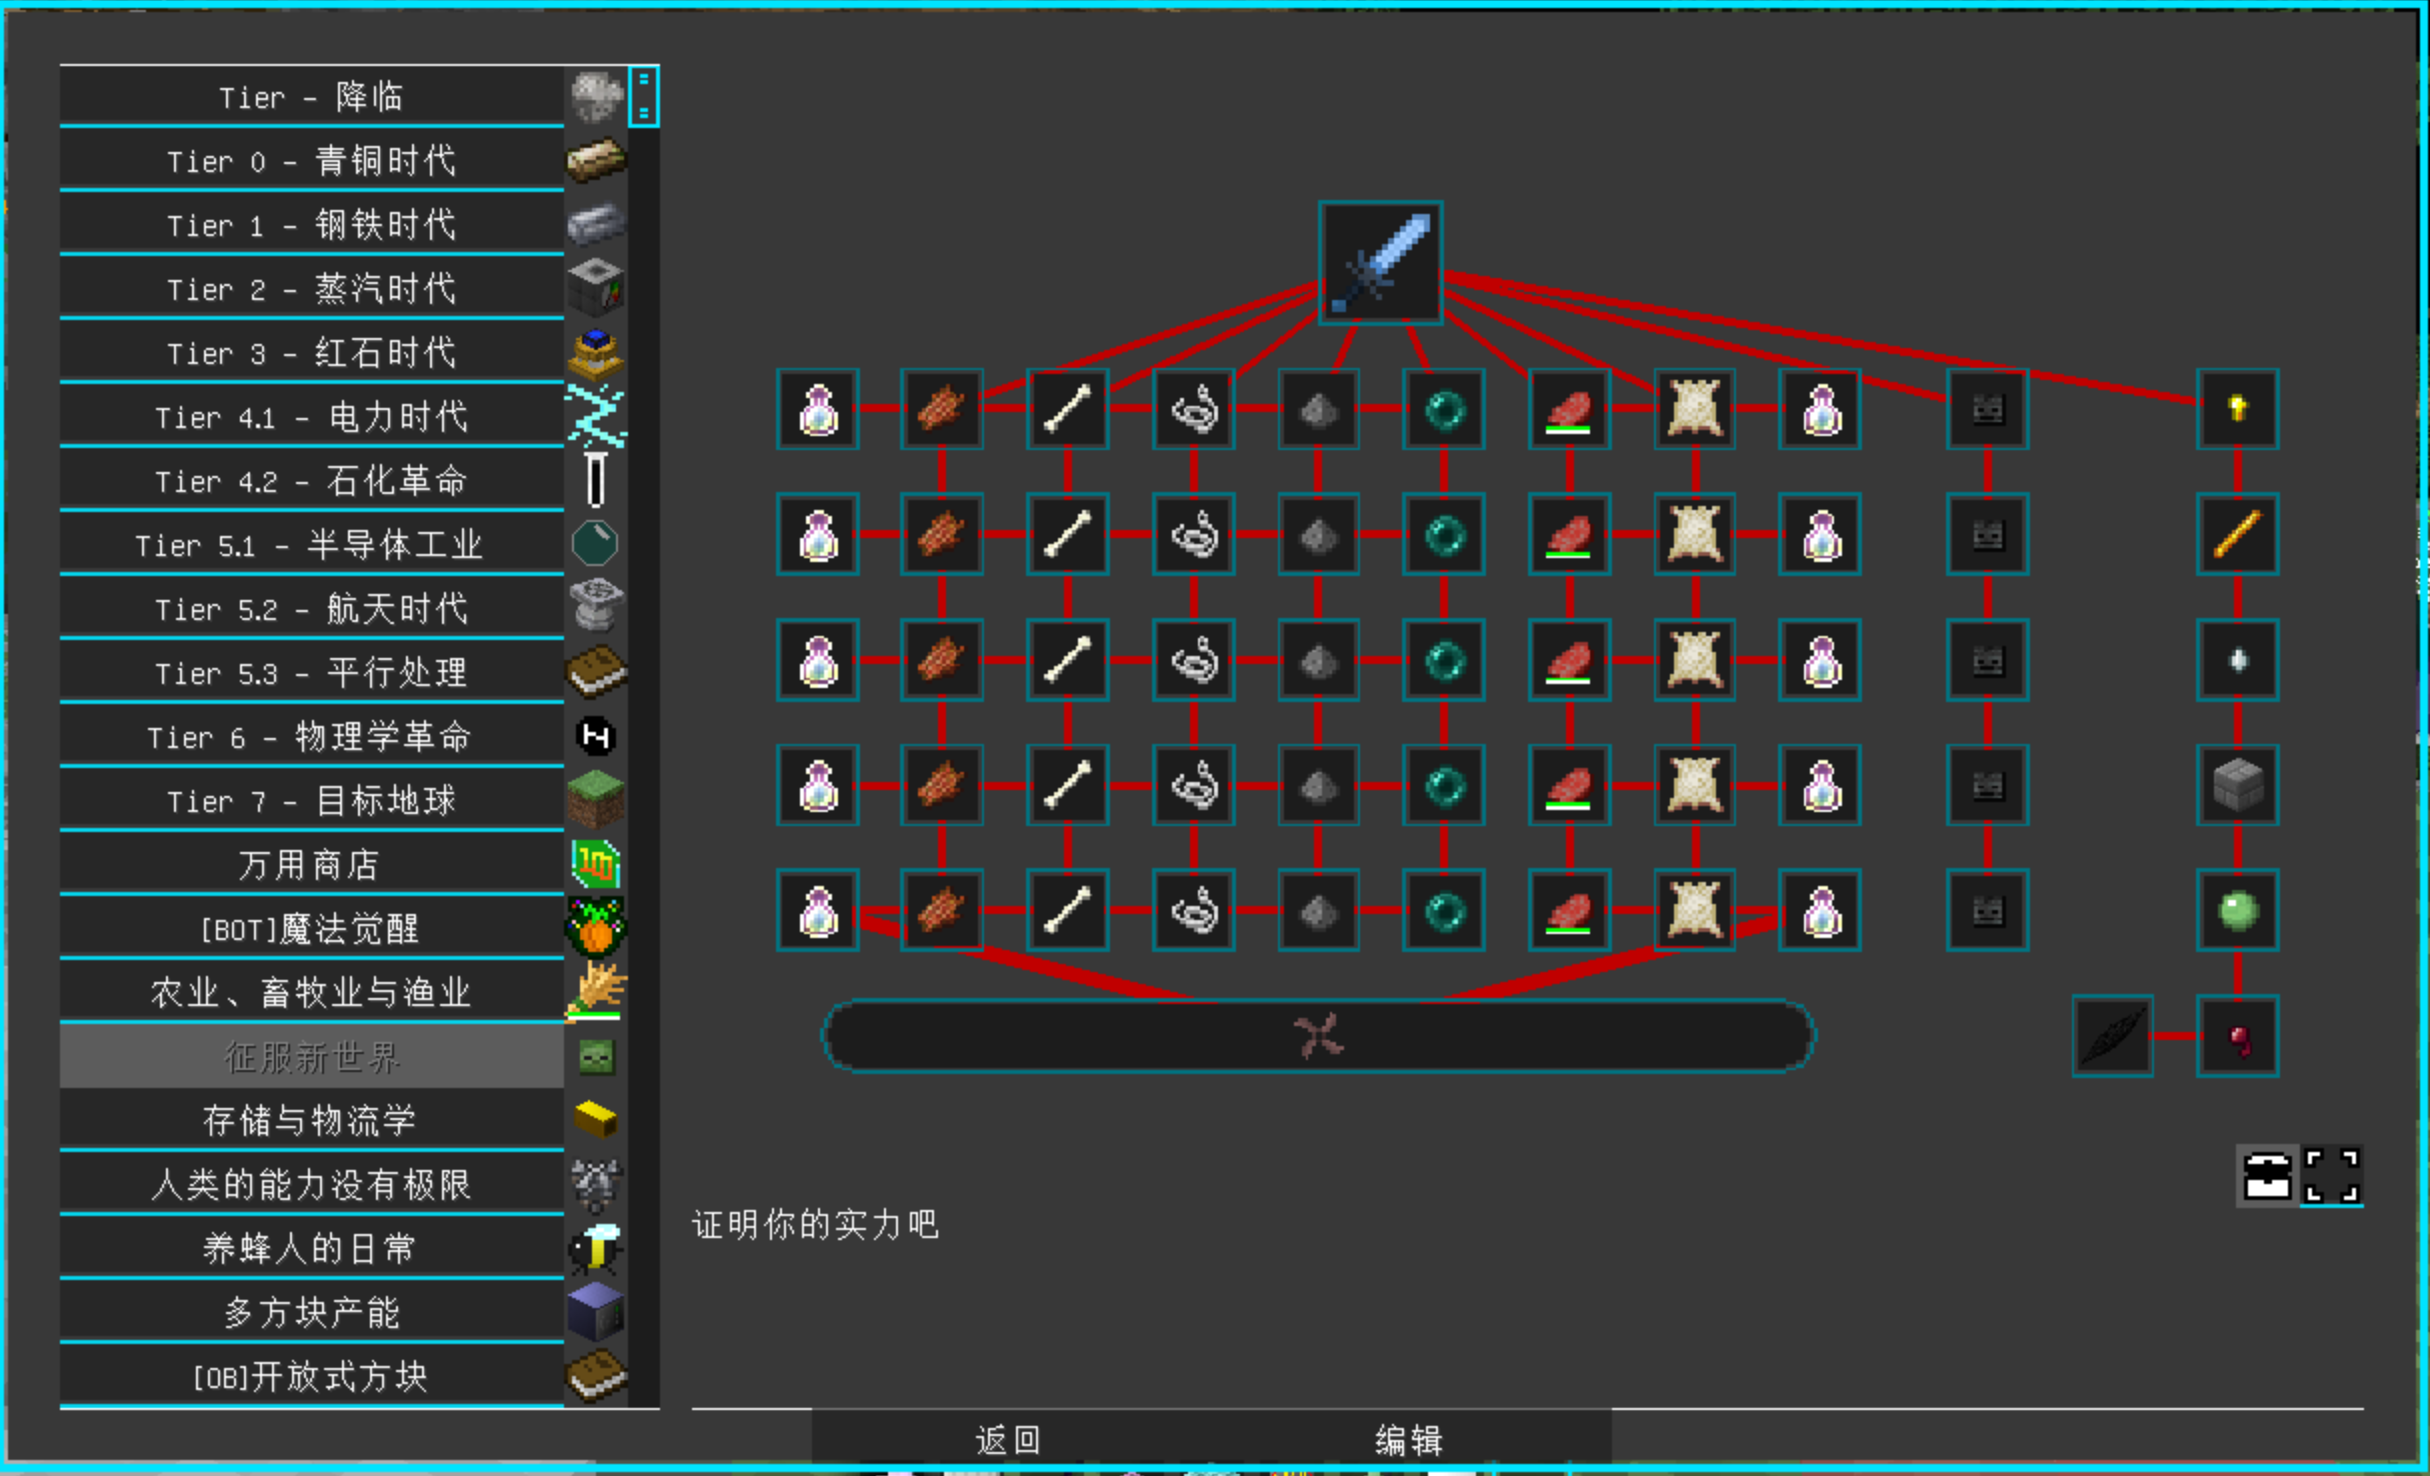 Tier - 降临
Tier 0 - 青铜时代
Tier 1 - 钢铁时代
Tier 2 - 蒸汽时代
Tier 3 - 红石时代
Tier 4.1 - 电力时代
Tier 4.2 - 石化革命
Tier 5.1 - 半导体工业
Tier 5.2 - 航天时代
Tier 5.3 - 平行处理
Tier 6 - 物理学革命
Tier 7 - 目标地球
万用商店
[BOT]魔法觉醒
农业、畜牧业与渔业
征服新世界
存储与物流学
人类的能力没有极限
养蜂人的日常
多方块产能
[OB]开放式方块
证明你的实力吧
返回
编辑